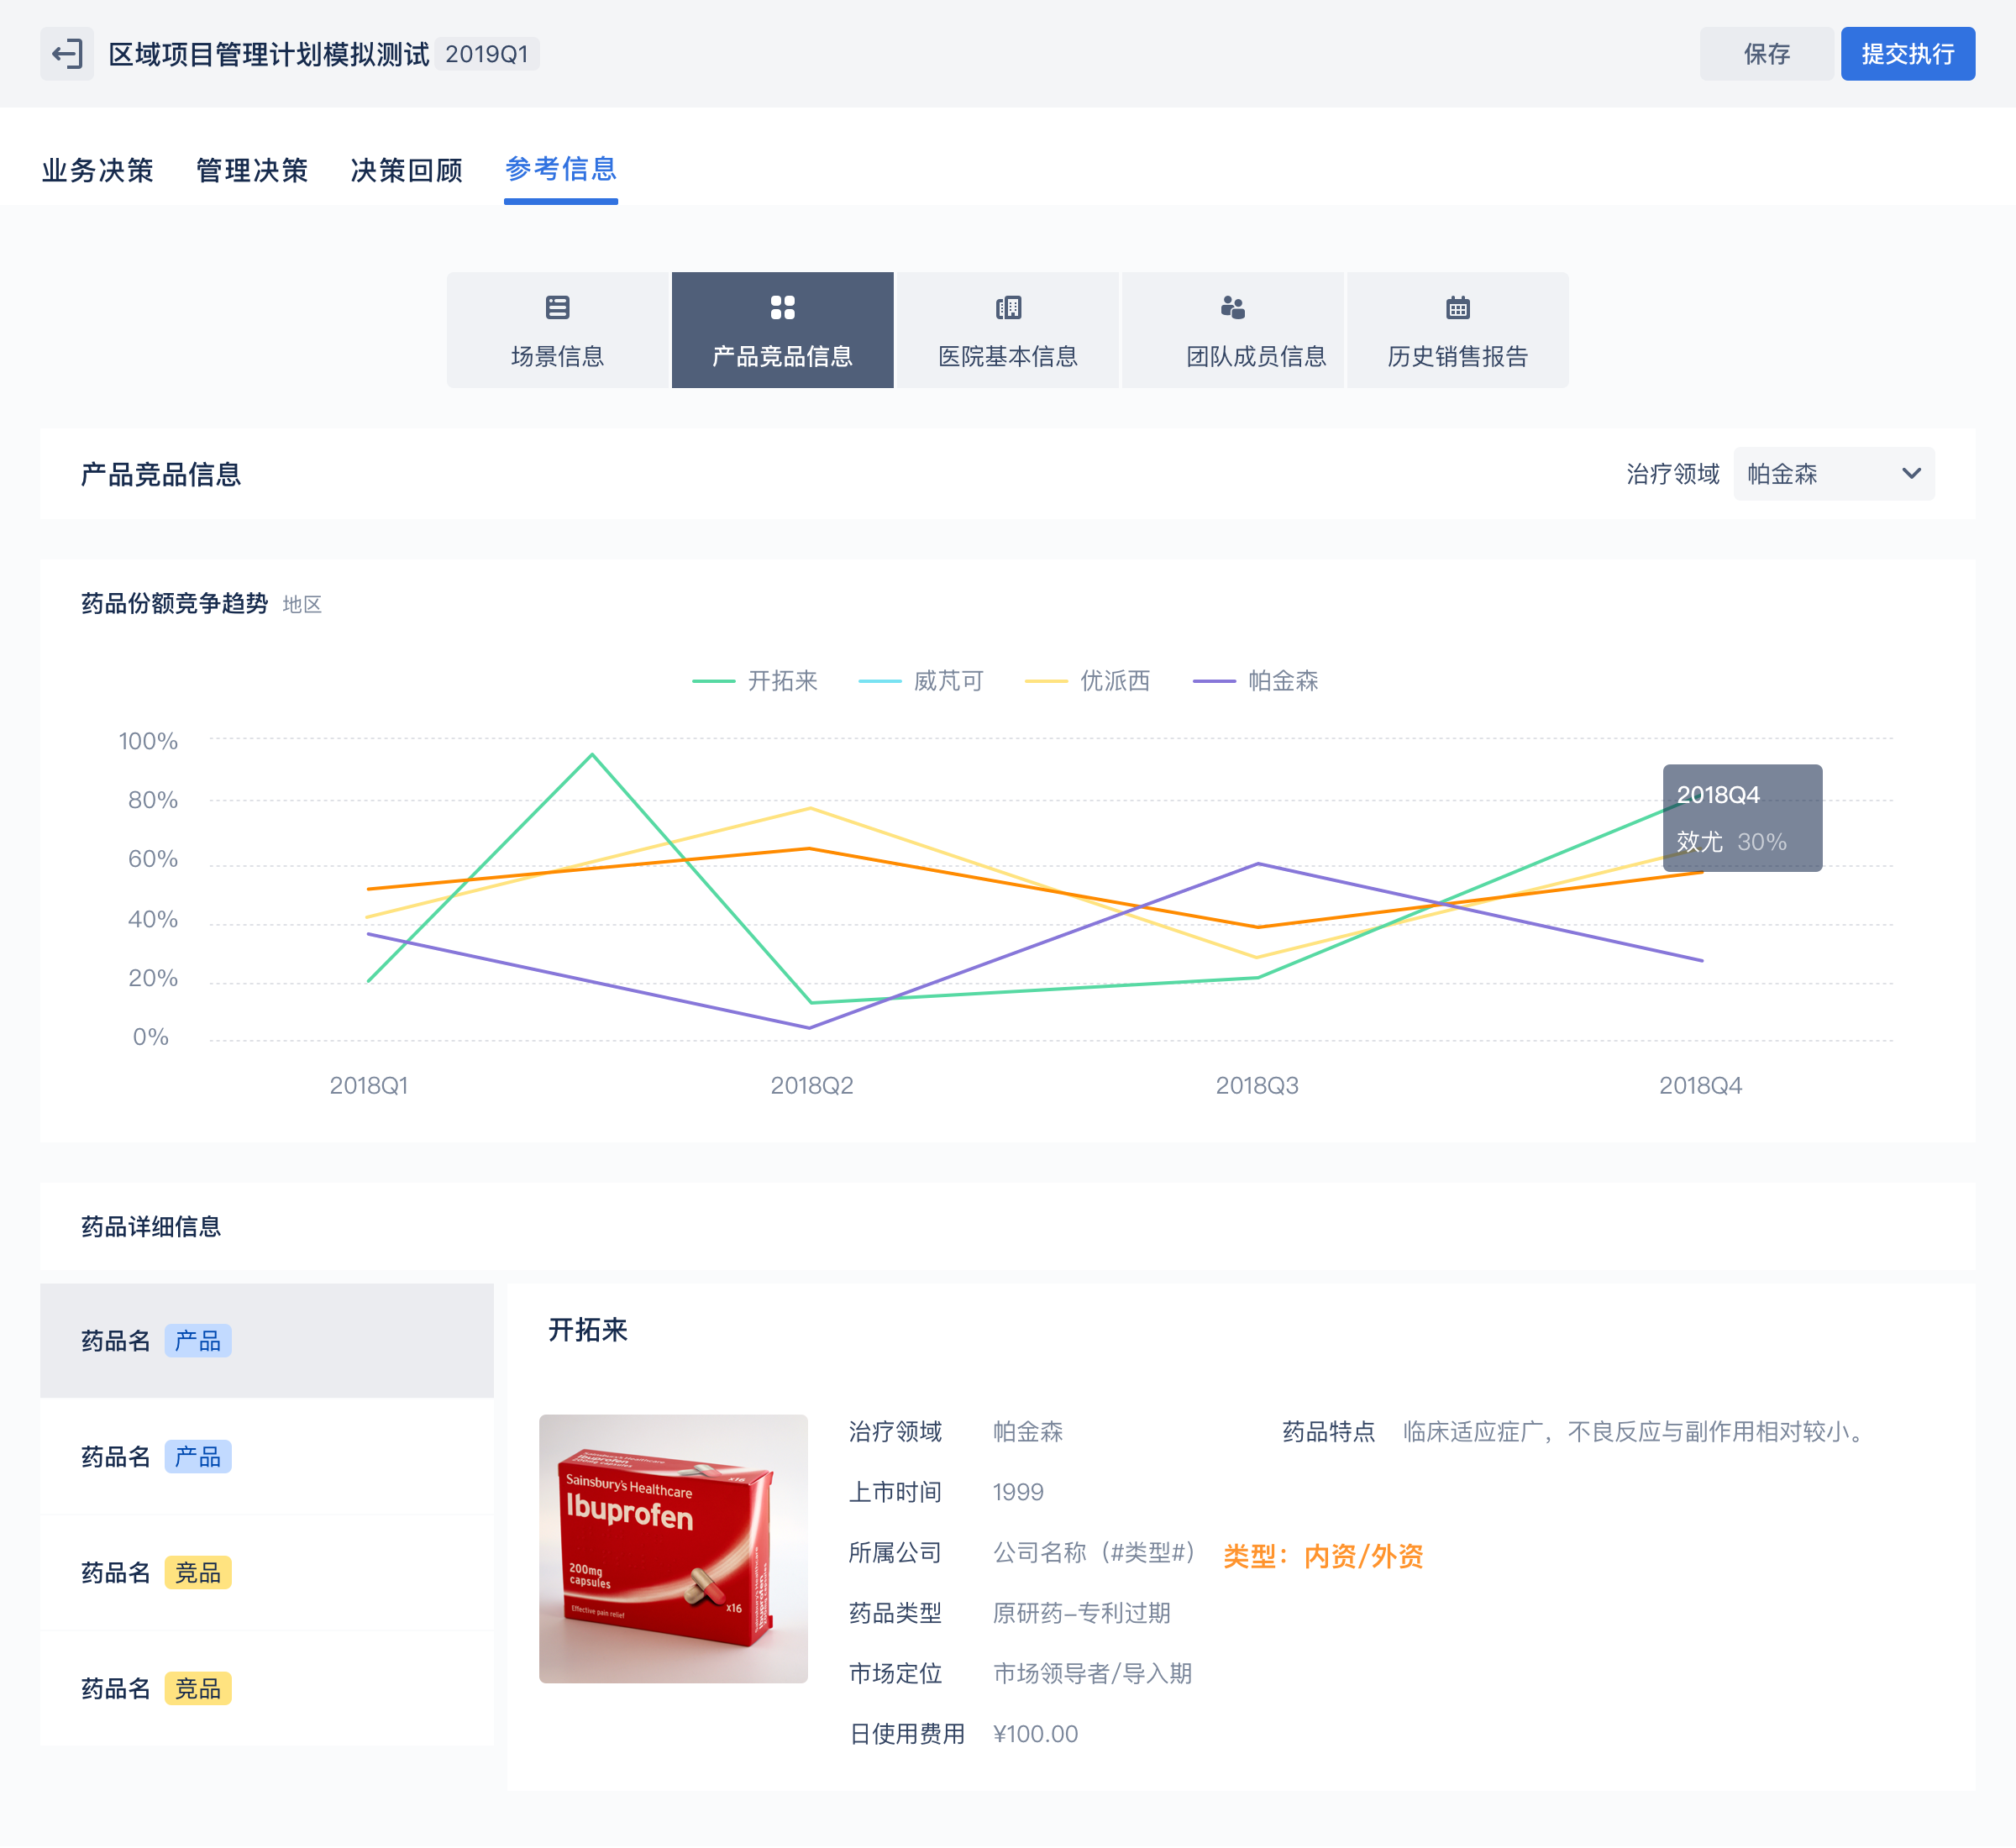 区域项目管理计划模拟测试 2019Q1 保存 提交执行
业务决策 管理决策 决策回顾 参考信息
场景信息 产品竞品信息 医院基本信息 团队成员信息 历史销售报告
产品竞品信息 治疗领域 帕金森
药品份额竞争趋势 地区
开拓来 威芃可 优派西 帕金森
100%
80%
60%
40%
20%
0%
2018Q4
效尤 30%
2018Q1 2018Q2 2018Q3 2018Q4
药品详细信息
药品名 产品
药品名 产品
药品名 竞品
药品名 竞品
开拓来
Sainsbury's Healthcare
Ibuprofen
200mg
capsules
x16
Effective pain relief
治疗领域 帕金森 药品特点 临床适应症广，不良反应与副作用相对较小。
上市时间 1999
所属公司 公司名称（#类型#） 类型：内资/外资
药品类型 原研药–专利过期
市场定位 市场领导者/导入期
日使用费用 ¥100.00